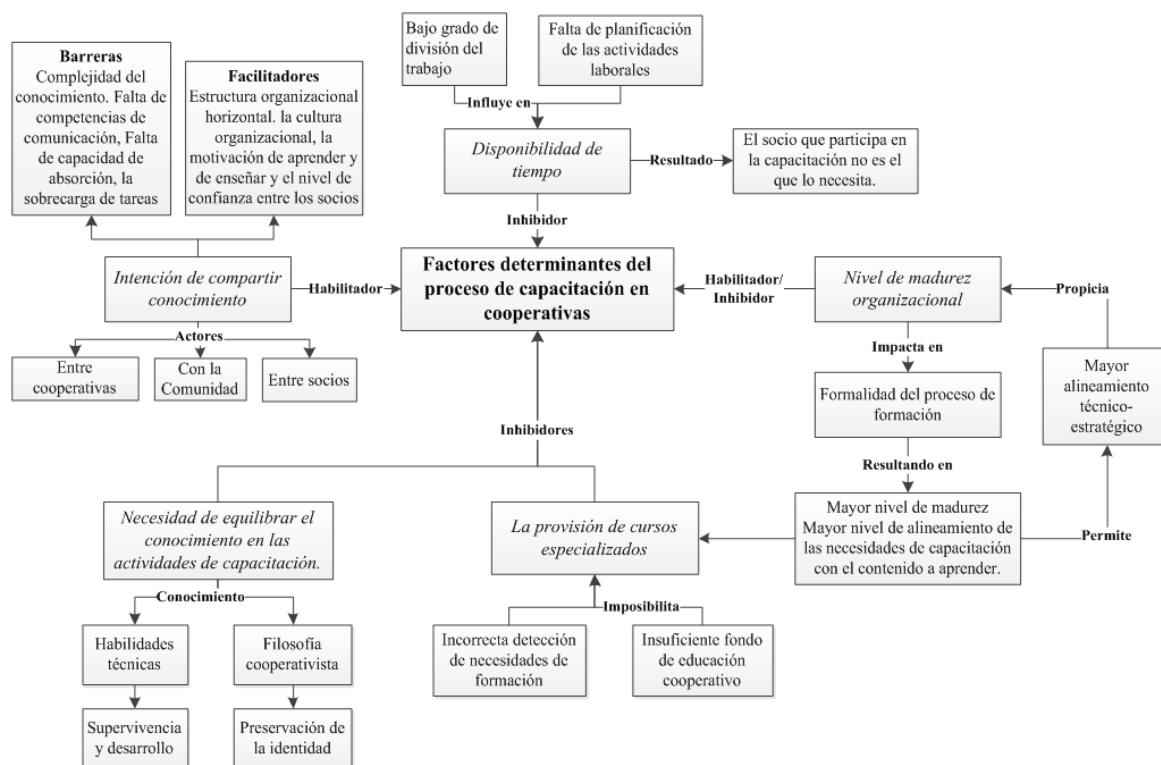 Barreras
Complejidad del
conocimiento. Falta de
competencias de
comunicación, Falta
de capacidad de
absorción, la
sobrecarga de tareas
Facilitadores
Estructura organizacional
horizontal. la cultura
organizacional, la
motivación de aprender y
de enseñar y el nivel de
confianza entre los socios
Bajo grado de
división del
trabajo
Falta de planificación
de las actividades
laborales
Influye en
Disponibilidad de
tiempo
Resultado
El socio que participa en
la capacitación no es el
que lo necesita.
Inhibidor
Intención de compartir
conocimiento
Habilitador
Factores determinantes del
proceso de capacitación en
cooperativas
Habilitador/
Inhibidor
Nivel de madurez
organizacional
Propicia
Actores
Entre
cooperativas
Con la
Comunidad
Entre socios
Impacta en
Formalidad del proceso de
formación
Mayor
alineamiento
técnico-
estratégico
Inhibidores
Resultando en
Necesidad de equilibrar el
conocimiento en las
actividades de capacitación.
La provisión de cursos
especializados
Mayor nivel de madurez
Mayor nivel de alineamiento de
las necesidades de capacitación
con el contenido a aprender.
Permite
Conocimiento
Imposibilita
Habilidades
técnicas
Filosofía
cooperativista
Incorrecta detección
de necesidades de
formación
Insuficiente fondo
de educación
cooperativo
Supervivencia
y desarrollo
Preservación de
la identidad